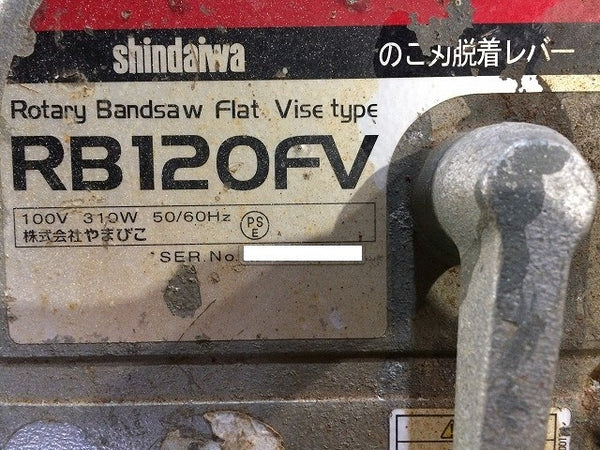 shindaiwa
のこ刃脱着レバー
Rotary Bandsaw Flat Vise type
RB120FV
100V 310W 50/60Hz
PS
E
株式会社やまびこ
SER.No.